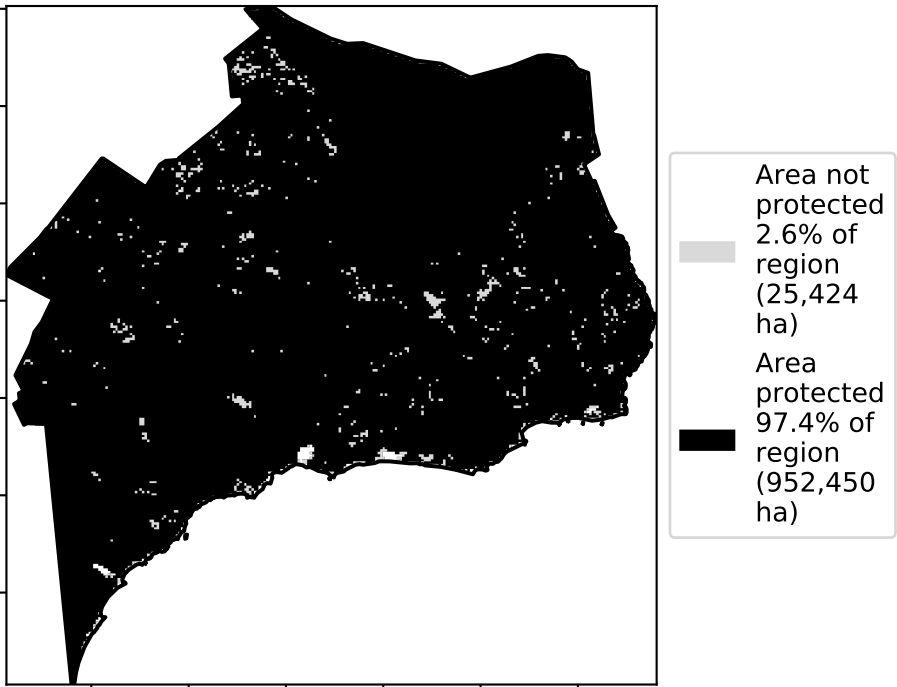 Area not
protected
2.6% of
region
(25,424
ha)
Area
protected
97.4% of
region
(952,450
ha)